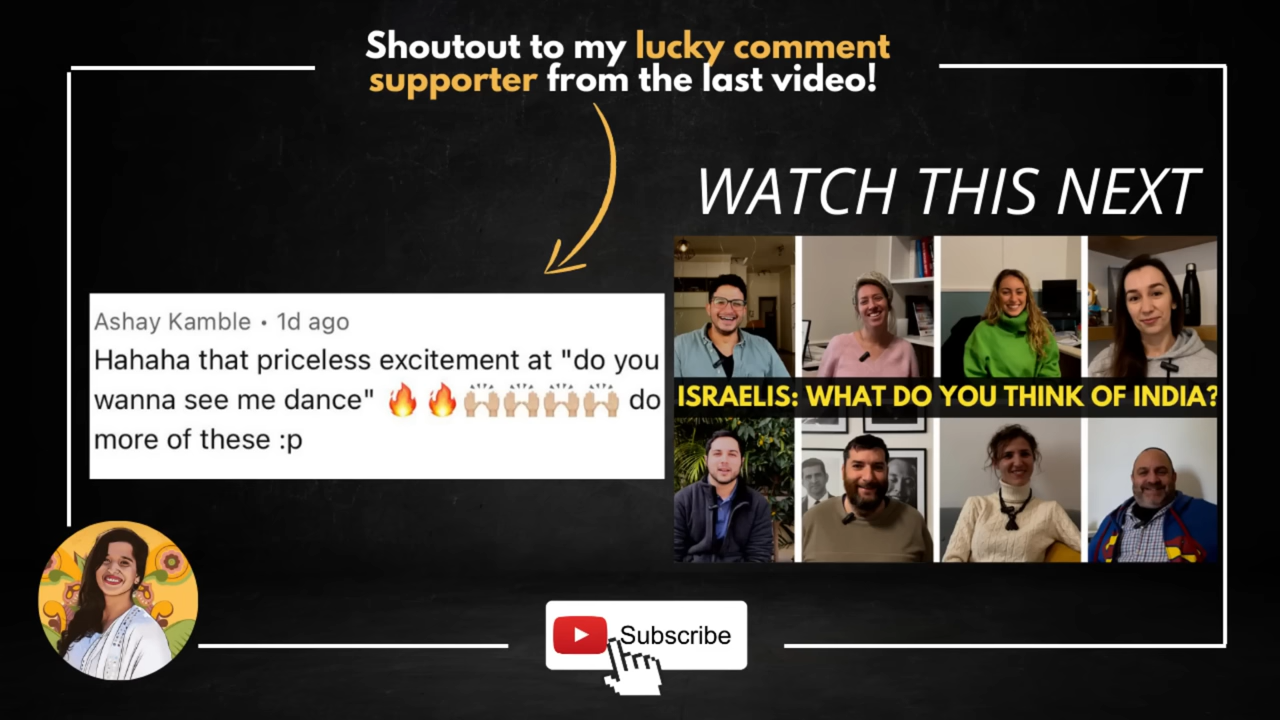 Shoutout to my lucky comment
supporter from the last video!
WATCH THIS NEXT
Ashay Kamble • 1d ago
Hahaha that priceless excitement at "do you
wanna see me dance" 🔥🔥🙌🏼🙌🏼🙌🏼🙌🏼 do
more of these :p
ISRAELIS: WHAT DO YOU THINK OF INDIA?
Subscribe